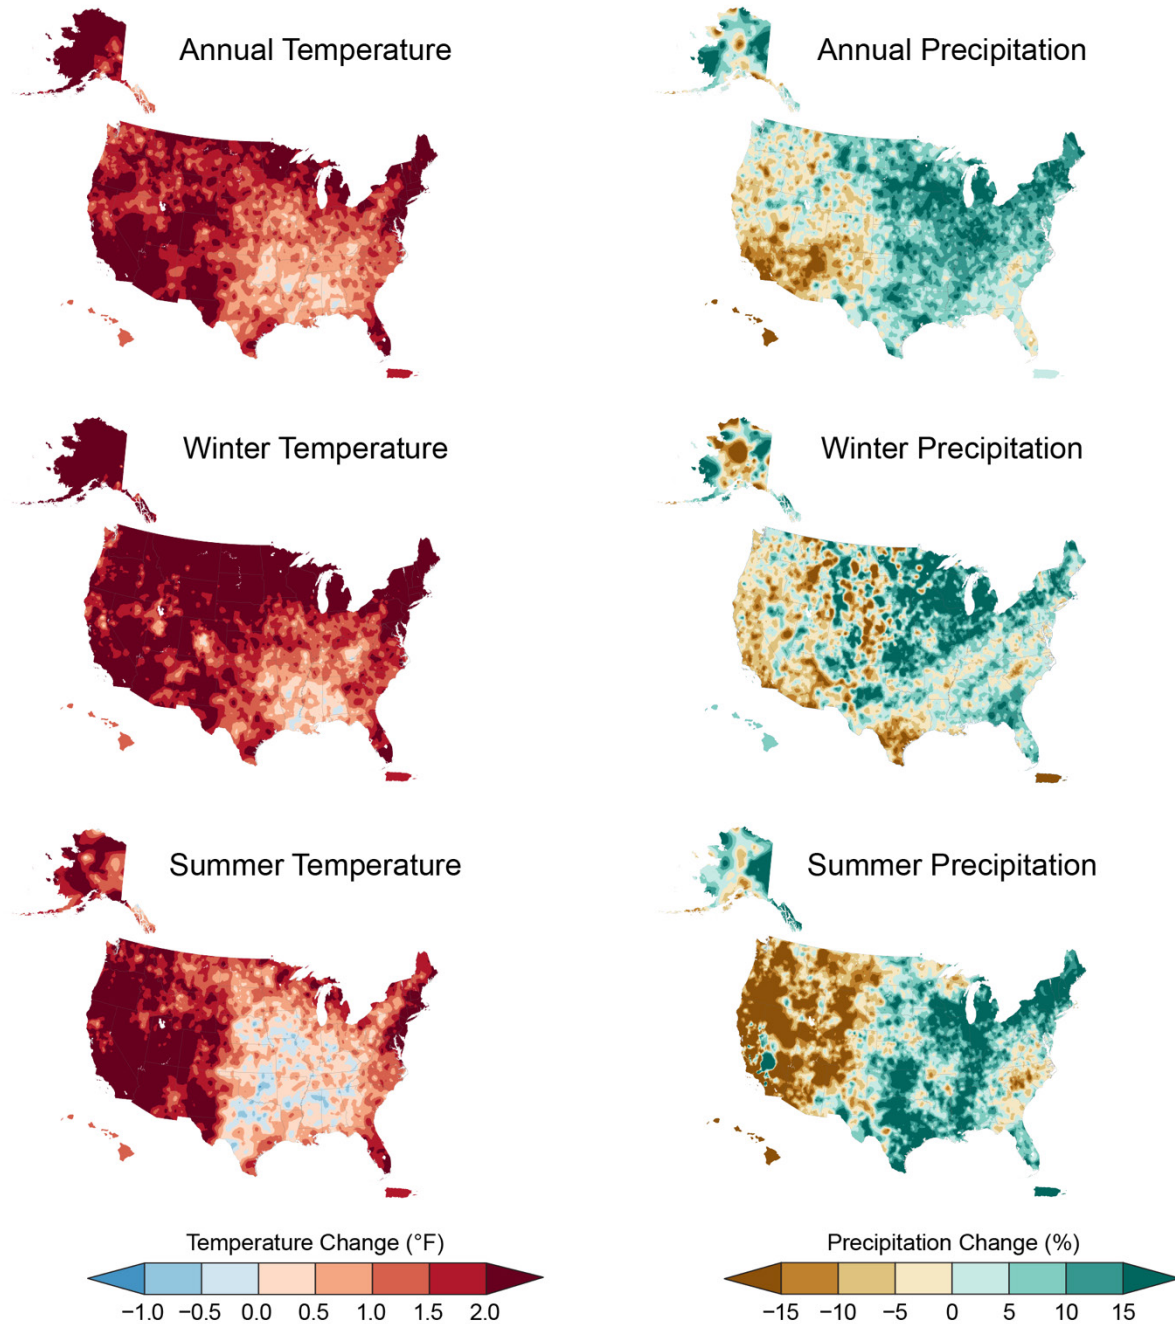 Annual Temperature
Annual Precipitation
Winter Temperature
Winter Precipitation
Summer Temperature
Summer Precipitation
Temperature Change (°F)
−1.0 −0.5 0.0 0.5 1.0 1.5 2.0
Precipitation Change (%)
−15 −10 −5 0 5 10 15